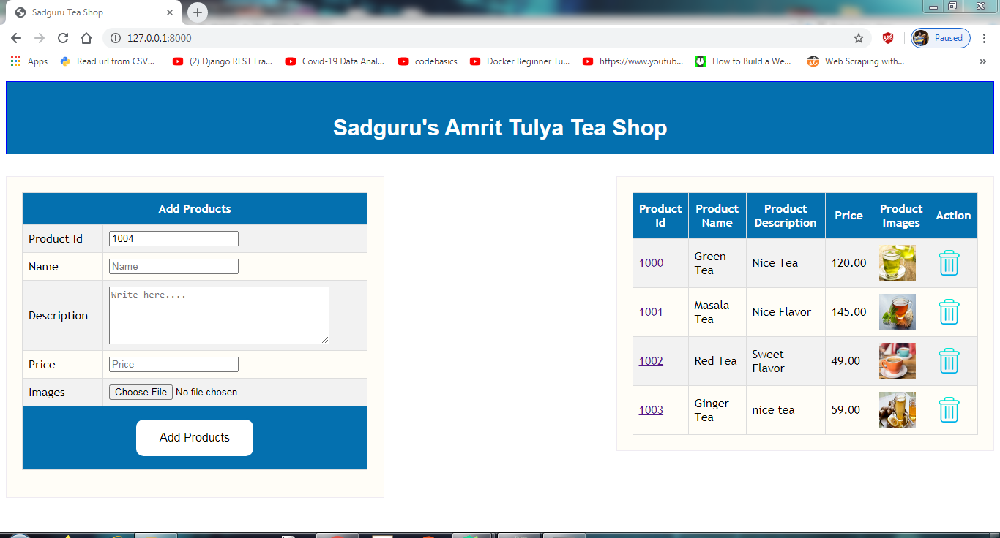 Sadguru Tea Shop
127.0.0.1:8000
Paused
Apps
Read url from CSV...
(2) Django REST Fra...
Covid-19 Data Anal...
codebasics
Docker Beginner Tu...
https://www.youtub...
How to Build a We...
Web Scraping with...
Sadguru's Amrit Tulya Tea Shop
Add Products
Product Id
1004
Name
Name
Description
Write here....
Price
Price
Images
Choose File No file chosen
Add Products
Product Id
Product Name
Product Description
Price
Product Images
Action
1000
Green Tea
Nice Tea
120.00
1001
Masala Tea
Nice Flavor
145.00
1002
Red Tea
Sweet Flavor
49.00
1003
Ginger Tea
nice tea
59.00